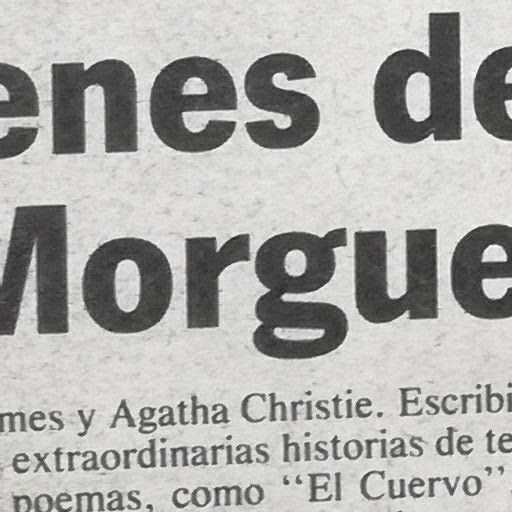 enes de
Morgue
mes y Agatha Christie. Escribi
extraordinarias historias de te
poemas, como “El Cuervo”.